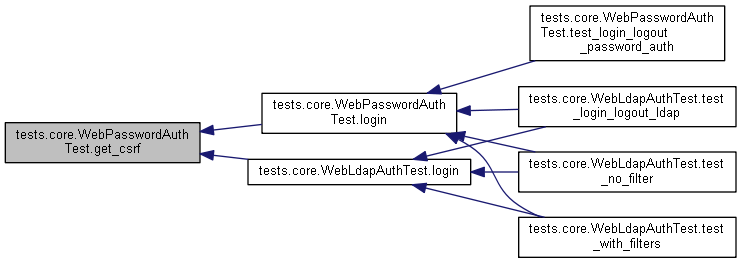 tests.core.WebPasswordAuth
Test.get_csrf
tests.core.WebPasswordAuth
Test.login
tests.core.WebLdapAuthTest.login
tests.core.WebPasswordAuth
Test.test_login_logout
_password_auth
tests.core.WebLdapAuthTest.test
_login_logout_ldap
tests.core.WebLdapAuthTest.test
_no_filter
tests.core.WebLdapAuthTest.test
_with_filters